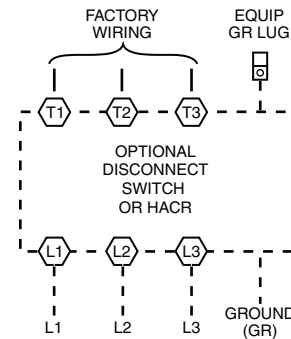 FACTORY
WIRING
EQUIP
GR LUG
T1
T2
T3
OPTIONAL
DISCONNECT
SWITCH
OR HACR
L1
L2
L3
L1
L2
L3
GROUND
(GR)